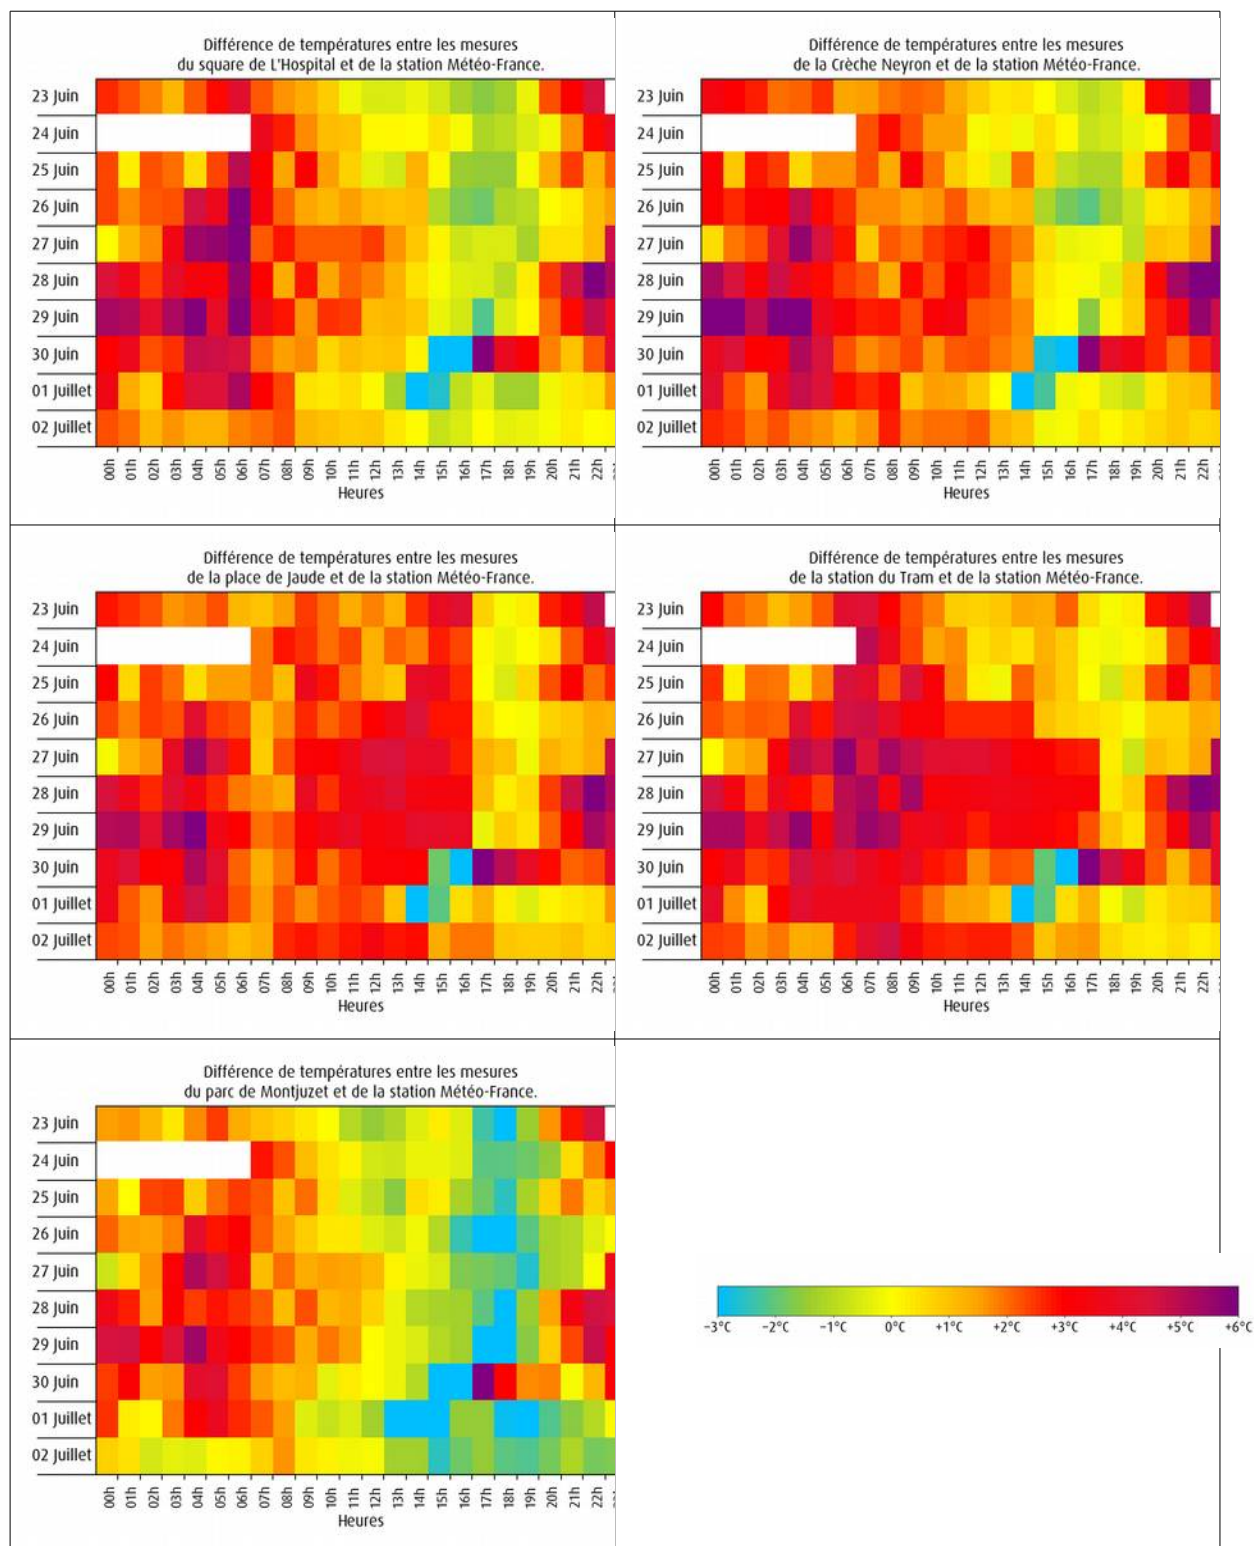 Différence de températures entre les mesures
du square de L'Hospital et de la station Météo-France.
23 Juin
24 Juin
25 Juin
26 Juin
27 Juin
28 Juin
29 Juin
30 Juin
01 Juillet
02 Juillet
00h 01h 02h 03h 04h 05h 06h 07h 08h 09h 10h 11h 12h 13h 14h 15h 16h 17h 18h 19h 20h 21h 22h
Heures
Différence de températures entre les mesures
de la Crèche Neyron et de la station Météo-France.
23 Juin
24 Juin
25 Juin
26 Juin
27 Juin
28 Juin
29 Juin
30 Juin
01 Juillet
02 Juillet
00h 01h 02h 03h 04h 05h 06h 07h 08h 09h 10h 11h 12h 13h 14h 15h 16h 17h 18h 19h 20h 21h 22h
Heures
Différence de températures entre les mesures
de la place de Jaude et de la station Météo-France.
23 Juin
24 Juin
25 Juin
26 Juin
27 Juin
28 Juin
29 Juin
30 Juin
01 Juillet
02 Juillet
00h 01h 02h 03h 04h 05h 06h 07h 08h 09h 10h 11h 12h 13h 14h 15h 16h 17h 18h 19h 20h 21h 22h
Heures
Différence de températures entre les mesures
de la station du Tram et de la station Météo-France.
23 Juin
24 Juin
25 Juin
26 Juin
27 Juin
28 Juin
29 Juin
30 Juin
01 Juillet
02 Juillet
00h 01h 02h 03h 04h 05h 06h 07h 08h 09h 10h 11h 12h 13h 14h 15h 16h 17h 18h 19h 20h 21h 22h
Heures
Différence de températures entre les mesures
du parc de Montjuzet et de la station Météo-France.
23 Juin
24 Juin
25 Juin
26 Juin
27 Juin
28 Juin
29 Juin
30 Juin
01 Juillet
02 Juillet
00h 01h 02h 03h 04h 05h 06h 07h 08h 09h 10h 11h 12h 13h 14h 15h 16h 17h 18h 19h 20h 21h 22h
Heures
-3°C -2°C -1°C 0°C +1°C +2°C +3°C +4°C +5°C +6°C